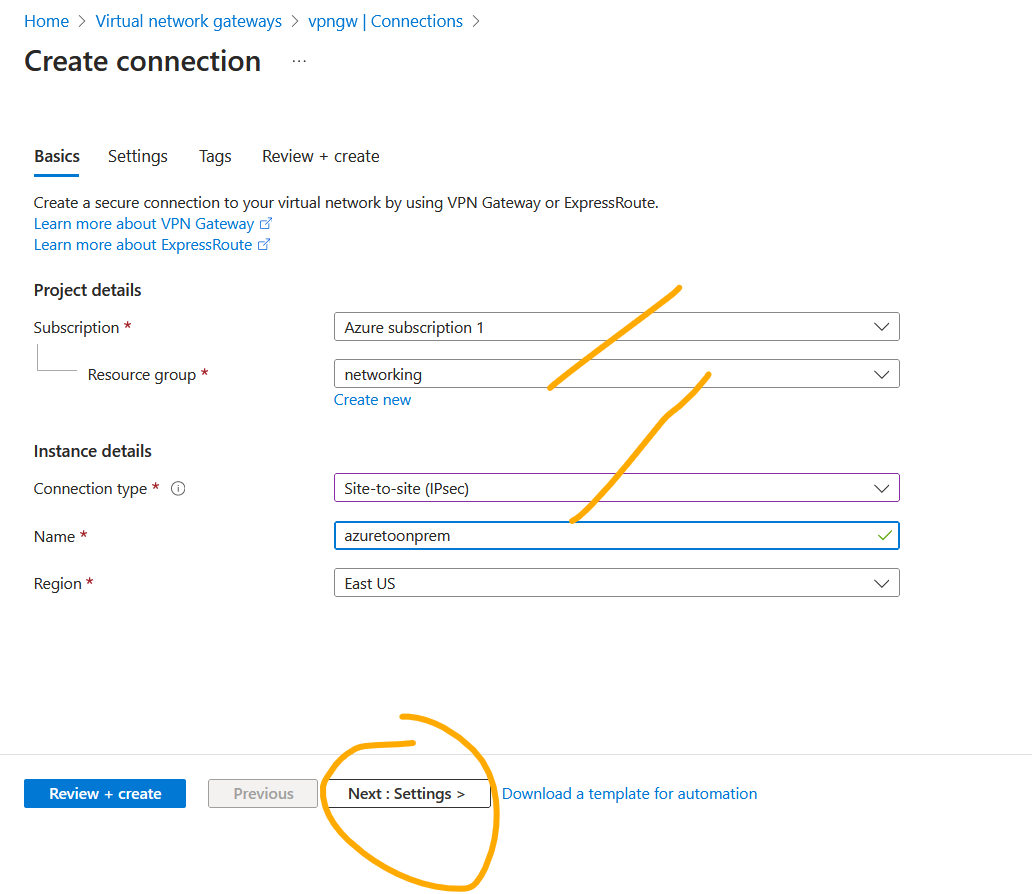 Home > Virtual network gateways > vpngw | Connections >
Create connection ...
Basics Settings Tags Review + create
Create a secure connection to your virtual network by using VPN Gateway or ExpressRoute.
Learn more about VPN Gateway
Learn more about ExpressRoute
Project details
Subscription * Azure subscription 1
Resource group * networking
Create new
Instance details
Connection type * Site-to-site (IPsec)
Name * azuretoonprem
Region * East US
Review + create Previous Next : Settings > Download a template for automation